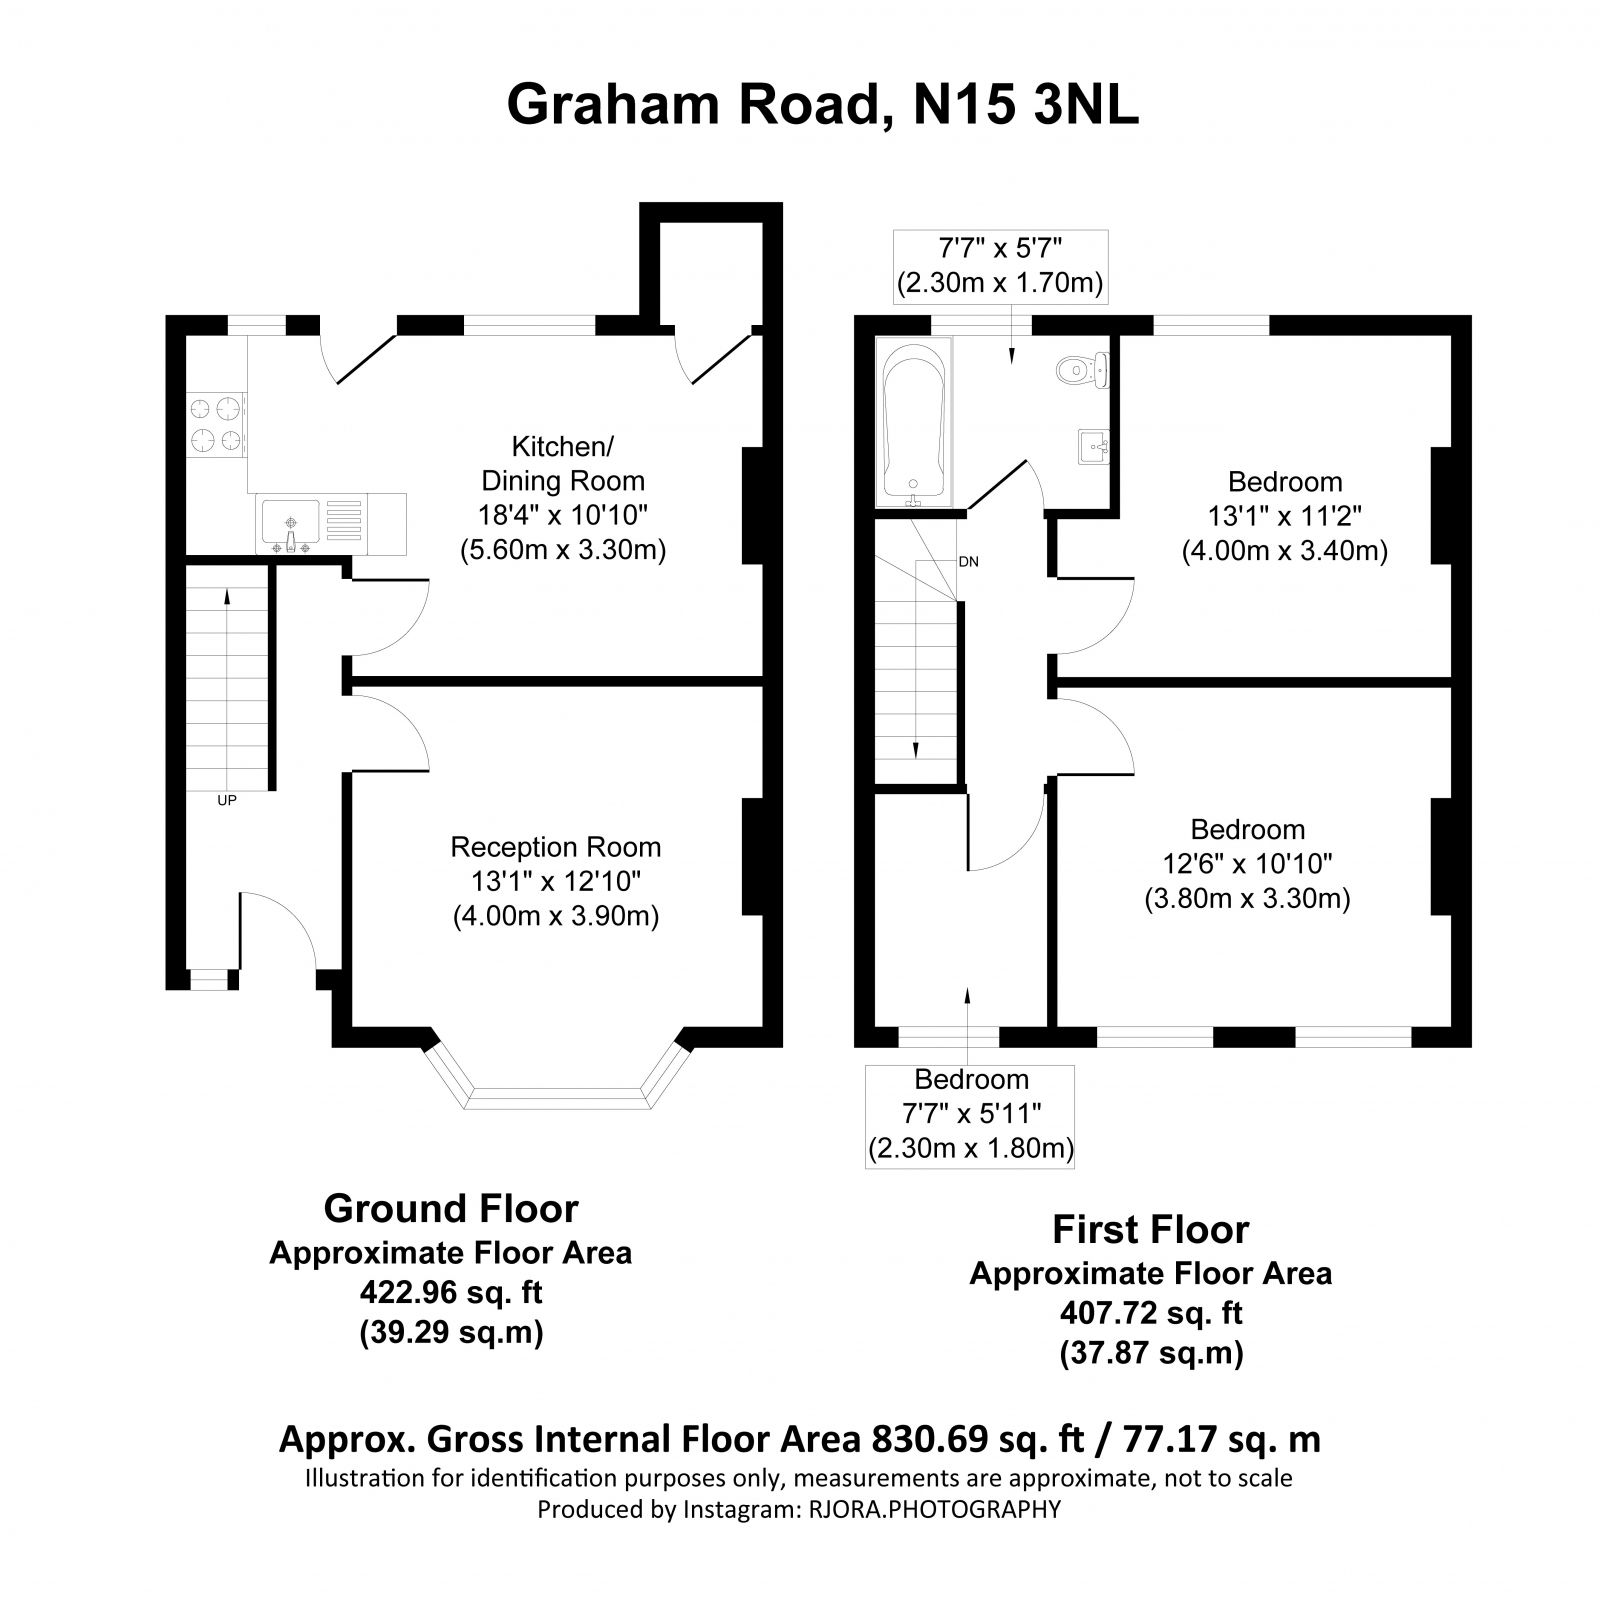 Graham Road, N15 3NL
7'7" x 5'7"
(2.30m x 1.70m)
Kitchen/
Dining Room
18'4" x 10'10"
(5.60m x 3.30m)
Bedroom
13'1" x 11'2"
(4.00m x 3.40m)
DN
UP
Reception Room
13'1" x 12'10"
(4.00m x 3.90m)
Bedroom
12'6" x 10'10"
(3.80m x 3.30m)
Bedroom
7'7" x 5'11"
(2.30m x 1.80m)
Ground Floor
Approximate Floor Area
422.96 sq. ft
(39.29 sq.m)
First Floor
Approximate Floor Area
407.72 sq. ft
(37.87 sq.m)
Approx. Gross Internal Floor Area 830.69 sq. ft / 77.17 sq. m
Illustration for identification purposes only, measurements are approximate, not to scale
Produced by Instagram: RJORA.PHOTOGRAPHY